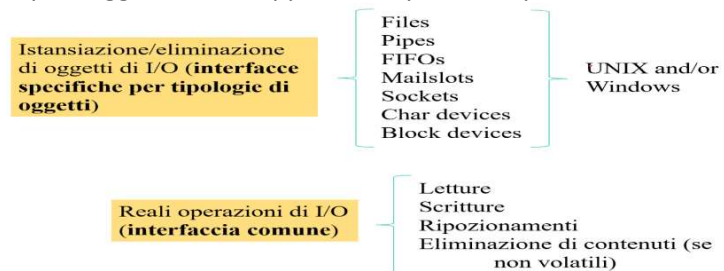 Istansiazione/eliminazione
di oggetti di I/O (interfacce
specifiche per tipologie di
oggetti)
Files
Pipes
FIFOs
Mailslots
Sockets
Char devices
Block devices
UNIX and/or
Windows
Reali operazioni di I/O
(interfaccia comune)
Letture
Scritture
Ripozionamenti
Eliminazione di contenuti (se
non volatili)